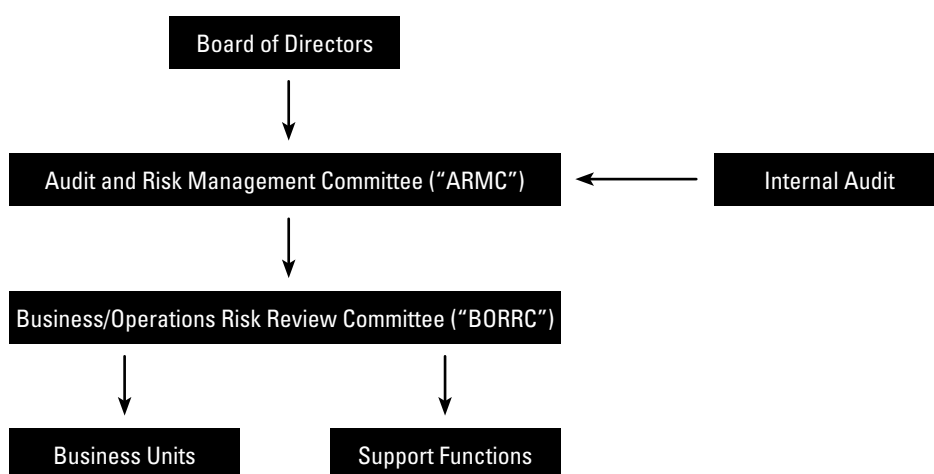 Board of Directors
Audit and Risk Management Committee (“ARMC”)
Internal Audit
Business/Operations Risk Review Committee (“BORRC”)
Business Units
Support Functions